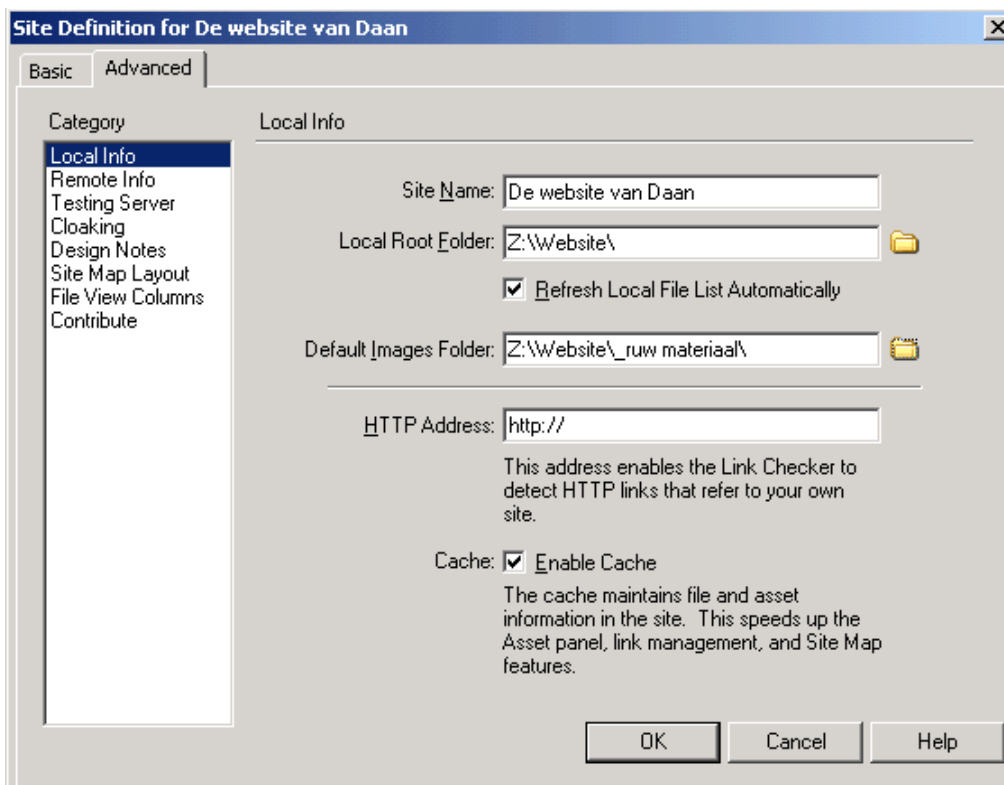 Site Definition for De website van Daan
Basic
Advanced
Category
Local Info
Remote Info
Testing Server
Cloaking
Design Notes
Site Map Layout
File View Columns
Contribute
Local Info
Site Name: De website van Daan
Local Root Folder: Z:\Website\
Refresh Local File List Automatically
Default Images Folder: Z:\Website\_ruw materiaal\
HTTP Address: http://
This address enables the Link Checker to
detect HTTP links that refer to your own
site.
Cache: Enable Cache
The cache maintains file and asset
information in the site. This speeds up the
Asset panel, link management, and Site Map
features.
OK
Cancel
Help